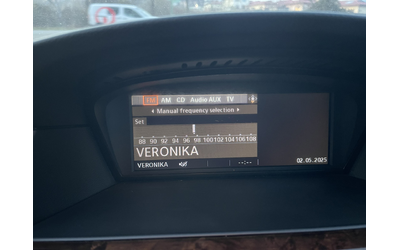 FM AM CD Audio AUX TV
◂ Manual frequency selection ▸
Set
88 90 92 94 96 98 100 102 104 106 108
VERONIKA
VERONIKA --:-- 02.05.2025